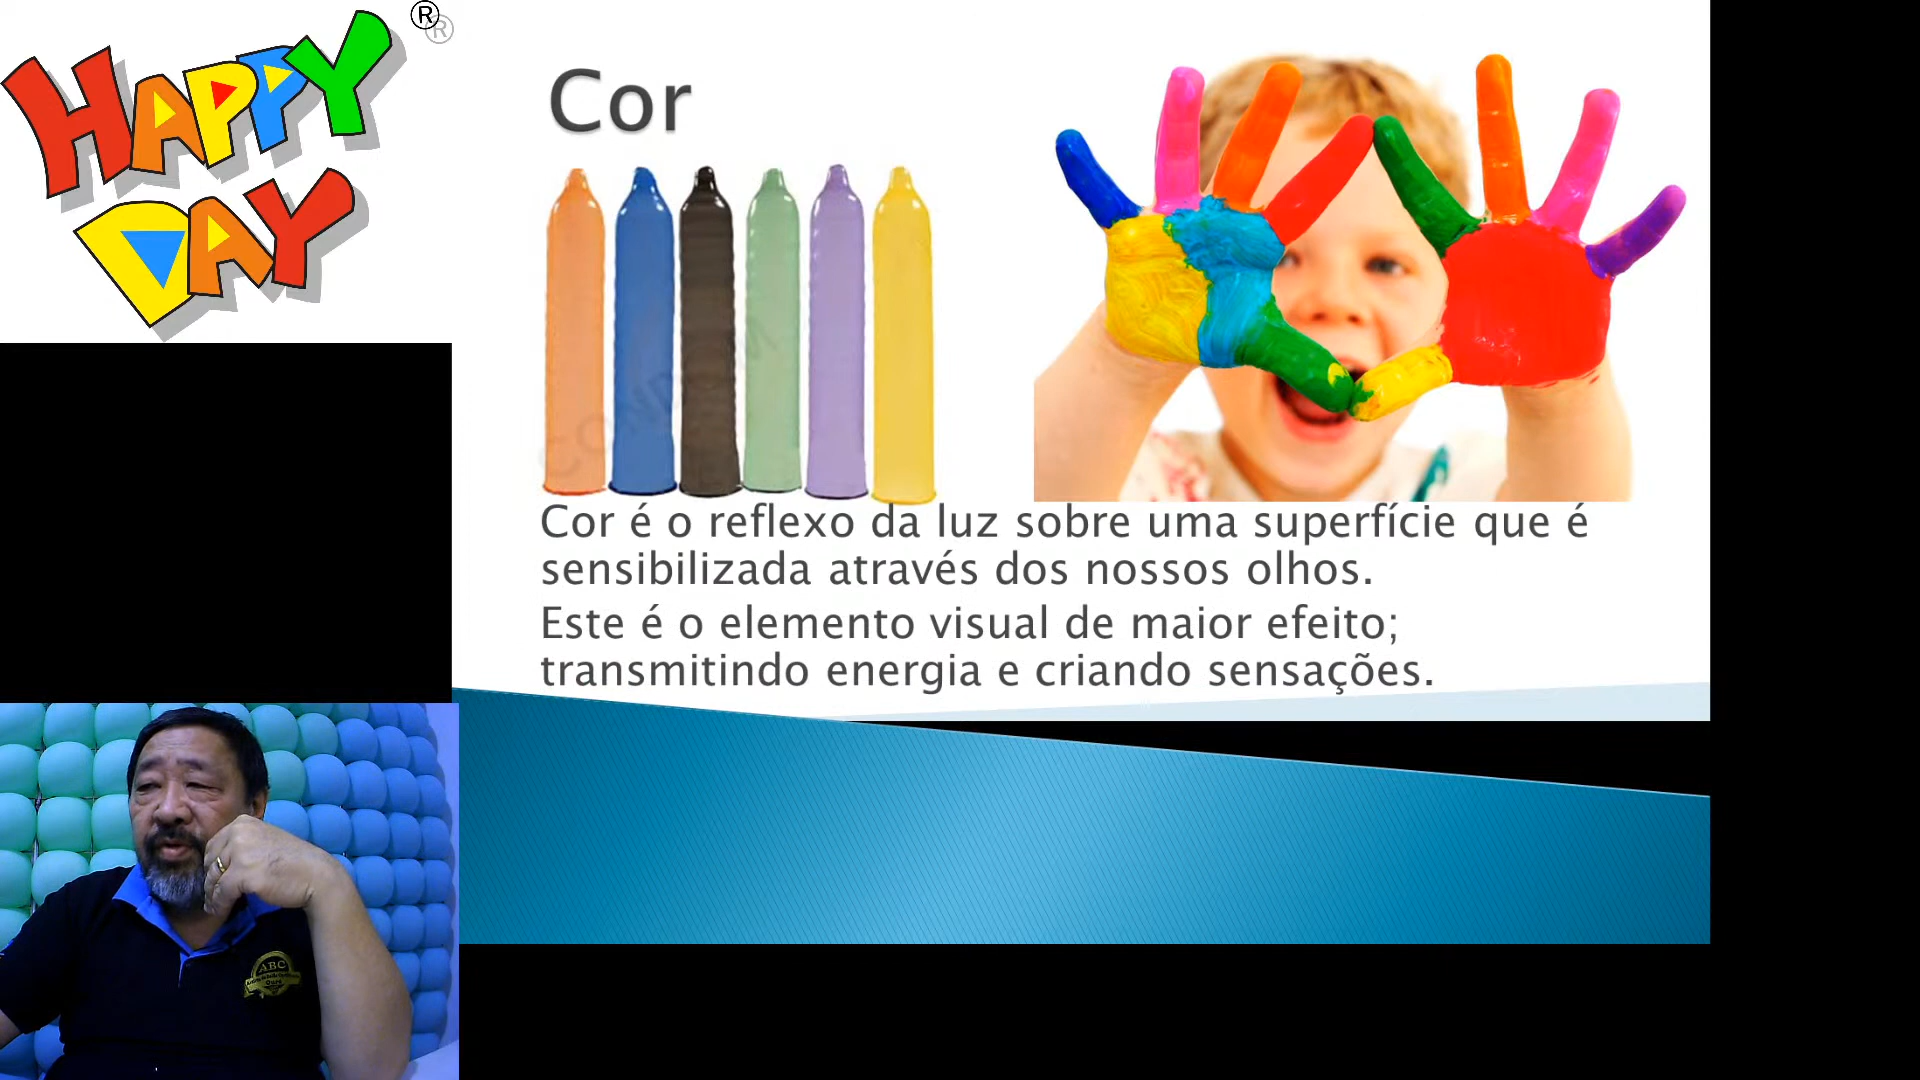 HAPPY
DAY
®
Cor
Cor é o reflexo da luz sobre uma superfície que é
sensibilizada através dos nossos olhos.
Este é o elemento visual de maior efeito;
transmitindo energia e criando sensações.
ABC